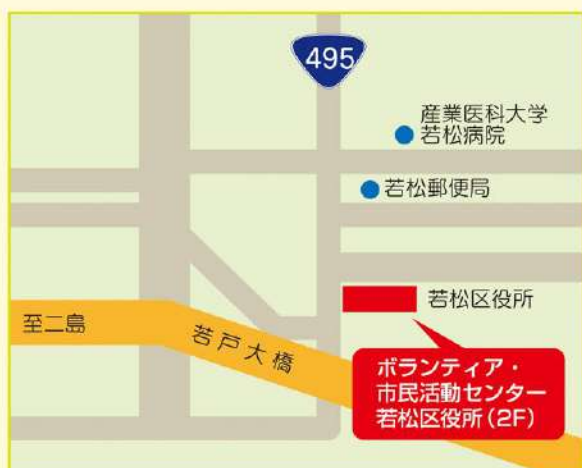 495
産業医科大学
若松病院
若松郵便局
若松区役所
至二島
若戸大橋
ボランティア・
市民活動センター
若松区役所(2F)